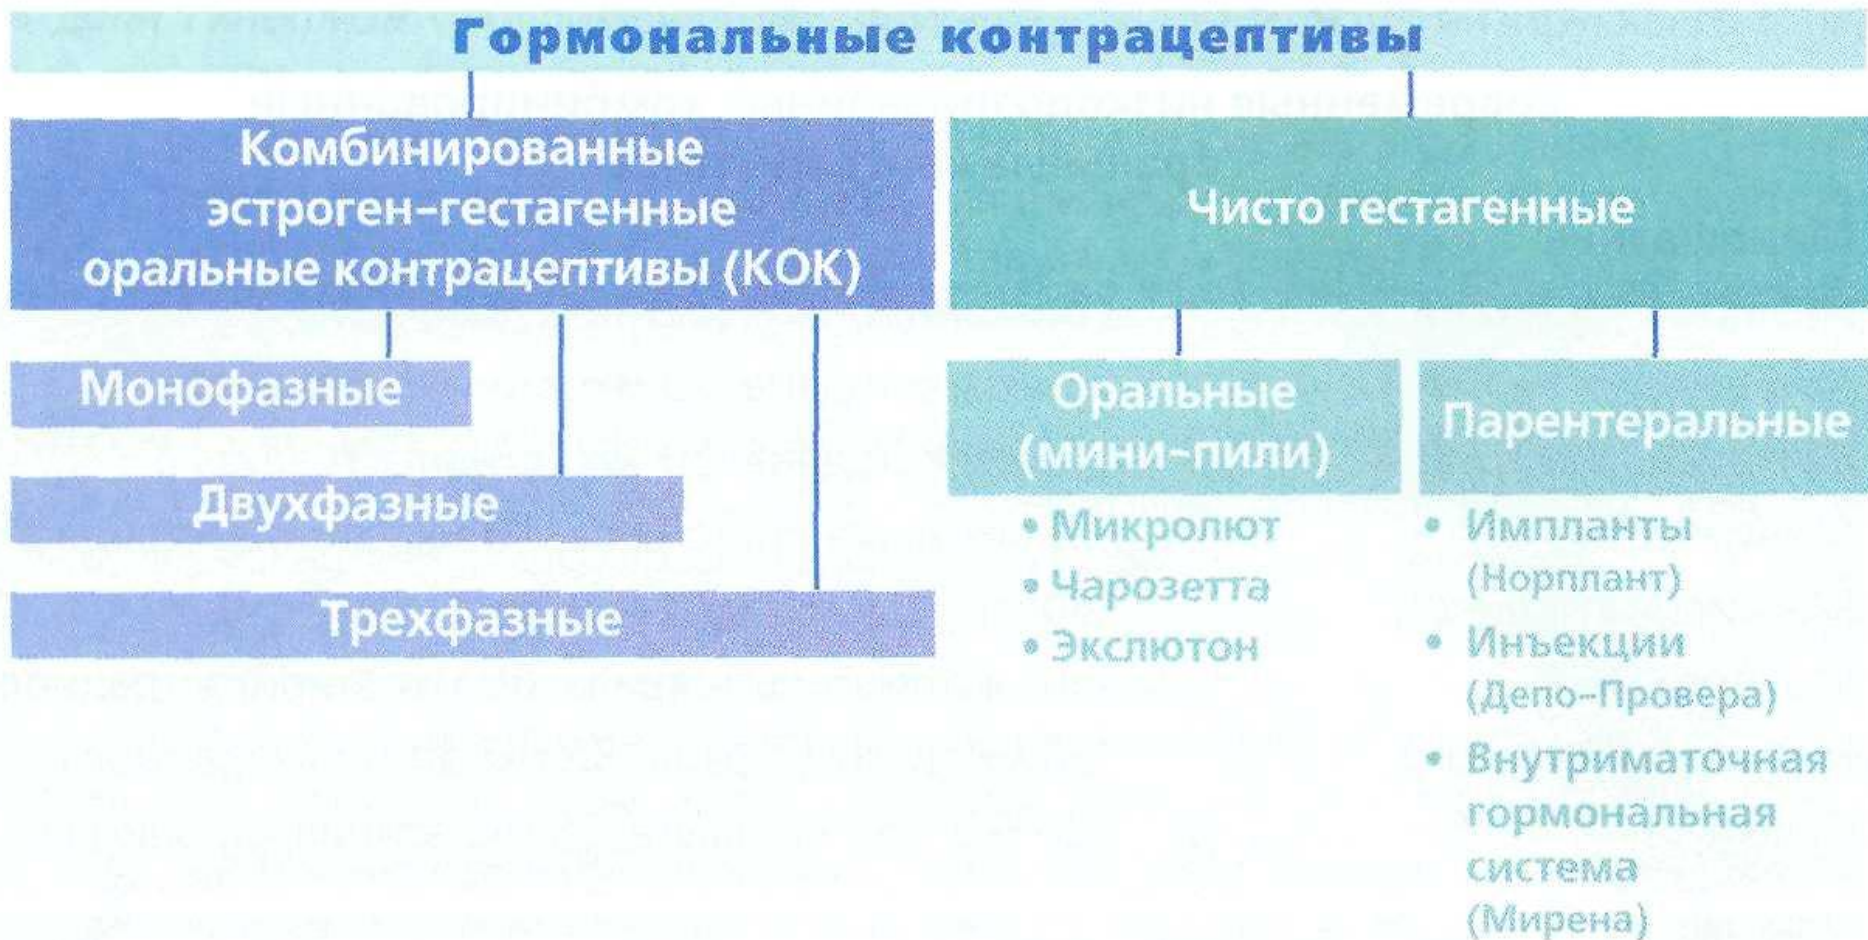 Гормональные контрацептивы
Комбинированные
эстроген-гестагенные
оральные контрацептивы (КОК)
Монофазные
Двухфазные
Трехфазные
Чисто гестагенные
Оральные
(мини-пили)
• Микролют
• Чарозетта
• Экслютон
Парентеральные
• Импланты
(Норплант)
• Инъекции
(Депо-Провера)
• Внутриматочная
гормональная
система
(Мирена)